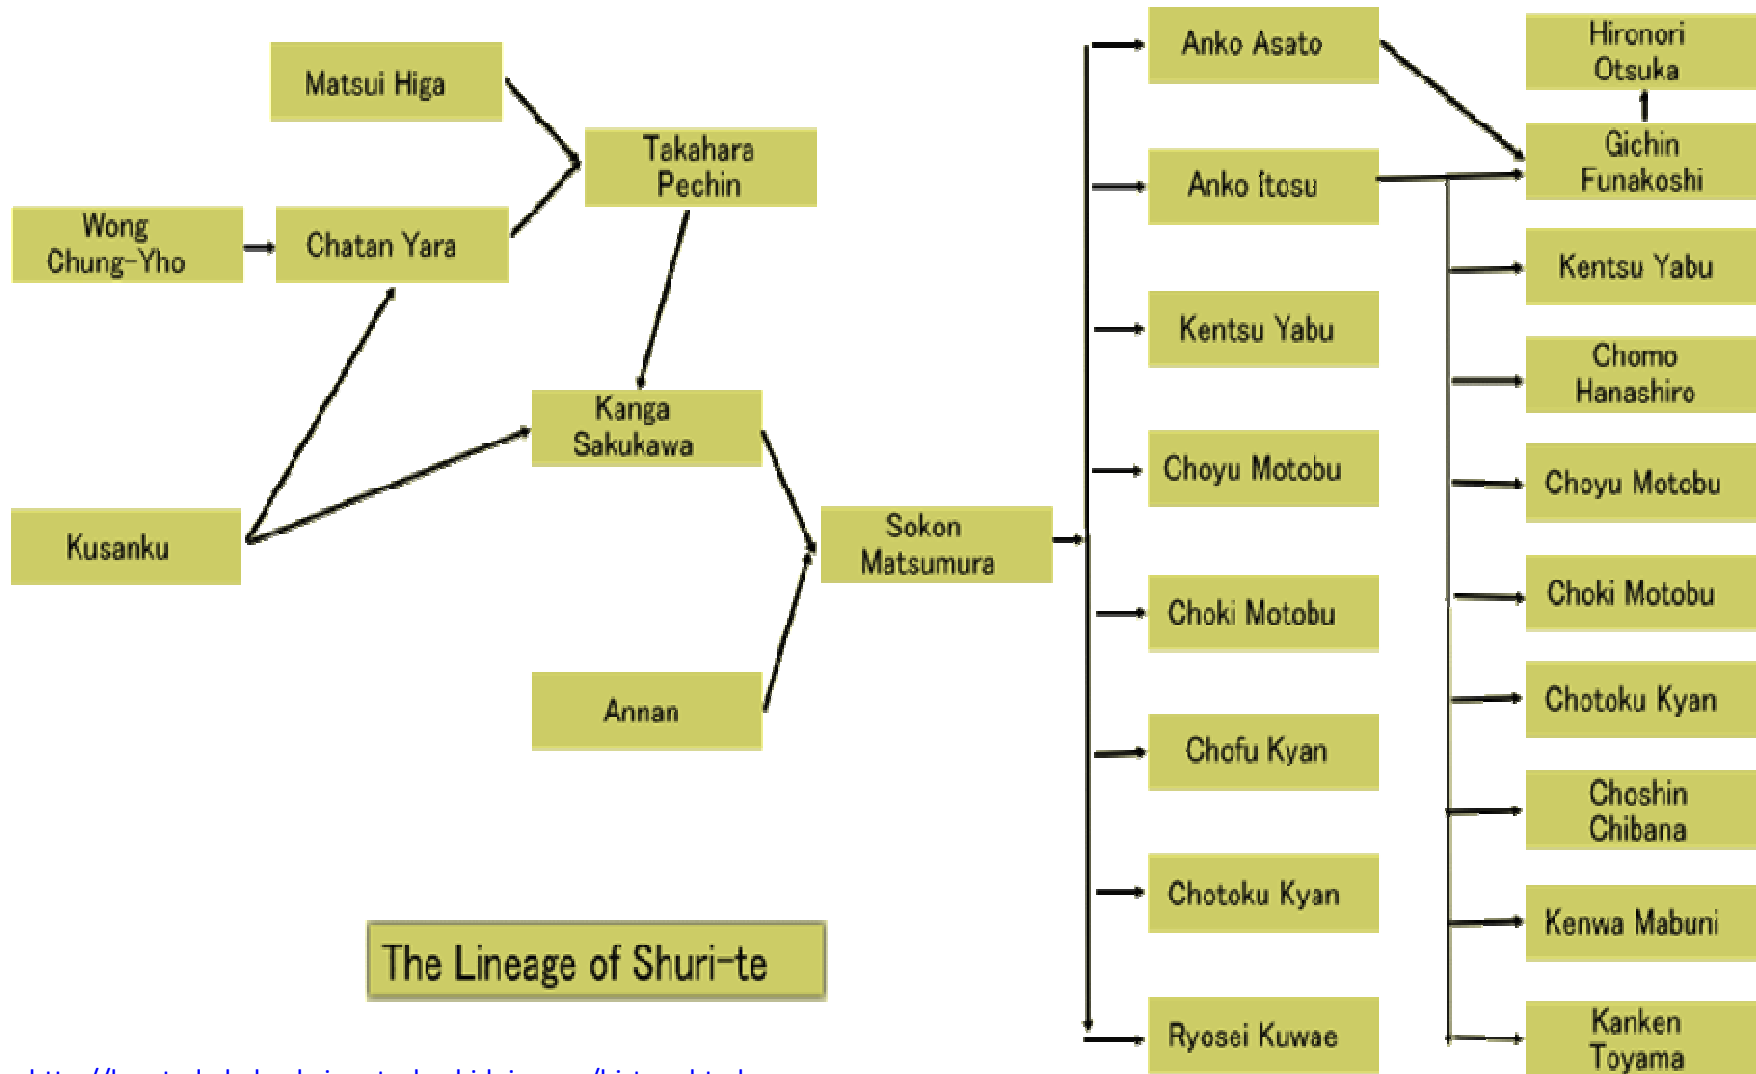 Matsui Higa
Takahara
Pechin
Wong
Chung-Yho
Chatan Yara
Kanga
Sakukawa
Kusanku
Sokon
Matsumura
Annan
The Lineage of Shuri-te
Anko Asato
Anko Itosu
Kentsu Yabu
Choyu Motobu
Choki Motobu
Chofu Kyan
Chotoku Kyan
Ryosei Kuwae
Hironori
Otsuka
Gichin
Funakoshi
Kentsu Yabu
Chomo
Hanashiro
Choyu Motobu
Choki Motobu
Chotoku Kyan
Choshin
Chibana
Kenwa Mabuni
Kanken
Toyama